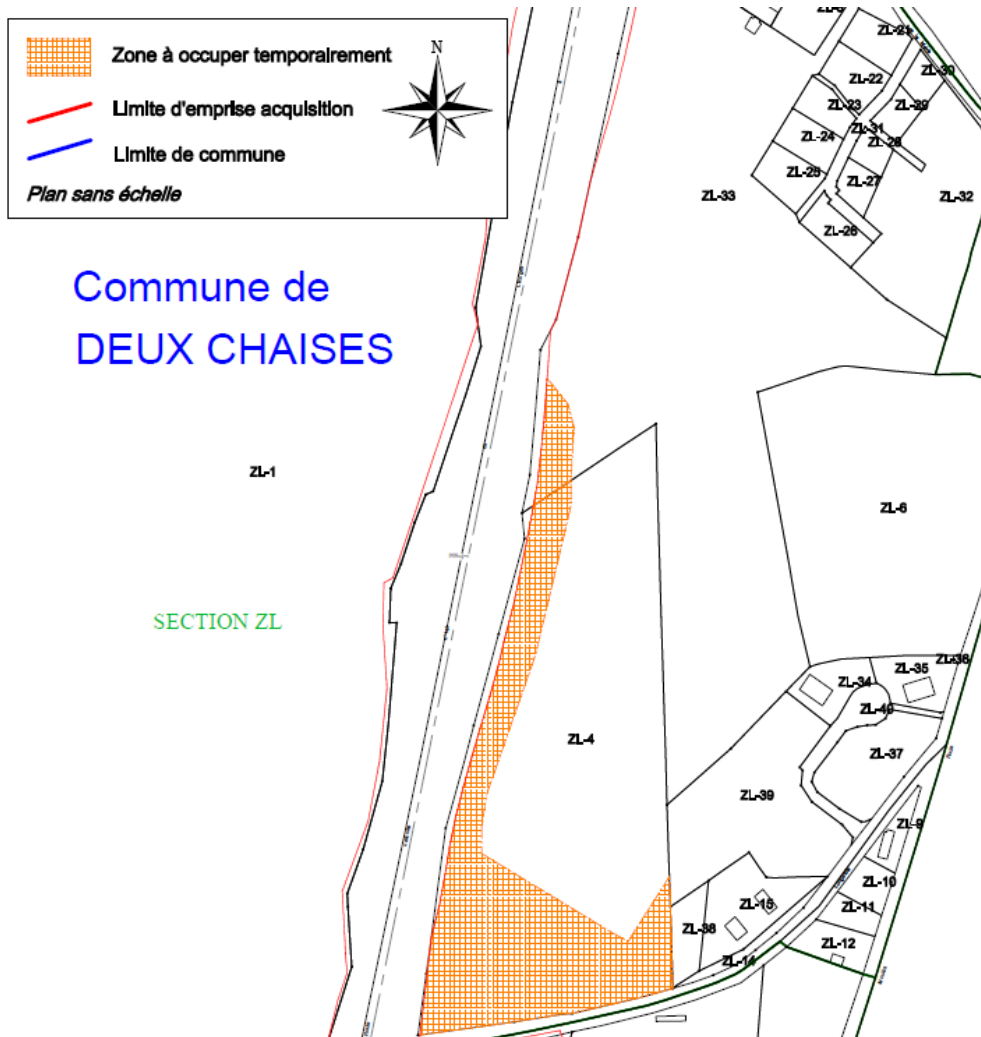 Zone à occuper temporairement
Limite d'emprise acquisition
Limite de commune
Plan sans échelle
N
Commune de
DEUX CHAISES
SECTION ZL
ZL-1
ZL-21
ZL-30
ZL-22
ZL-29
ZL-23
ZL-31
ZL-24
ZL-28
ZL-25
ZL-27
ZL-33
ZL-32
ZL-26
ZL-6
ZL-35
ZL-36
ZL-34
ZL-40
ZL-4
ZL-37
ZL-39
ZL-9
ZL-10
ZL-15
ZL-11
ZL-38
ZL-12
ZL-14